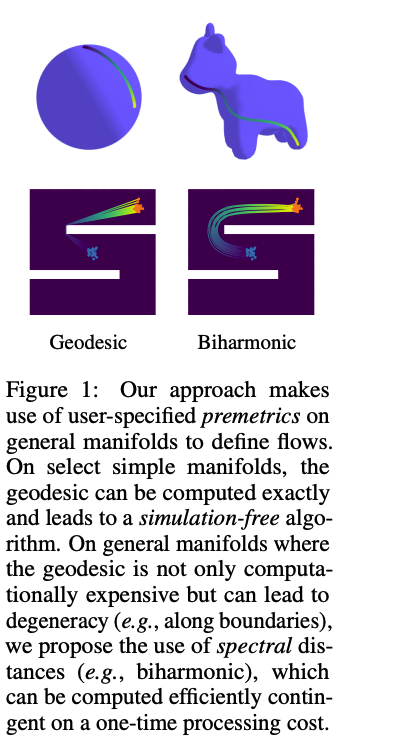 Geodesic Biharmonic
Figure 1: Our approach makes
use of user-specified premetrics on
general manifolds to define flows.
On select simple manifolds, the
geodesic can be computed exactly
and leads to a simulation-free algo-
rithm. On general manifolds where
the geodesic is not only computa-
tionally expensive but can lead to
degeneracy (e.g., along boundaries),
we propose the use of spectral dis-
tances (e.g., biharmonic), which
can be computed efficiently contin-
gent on a one-time processing cost.